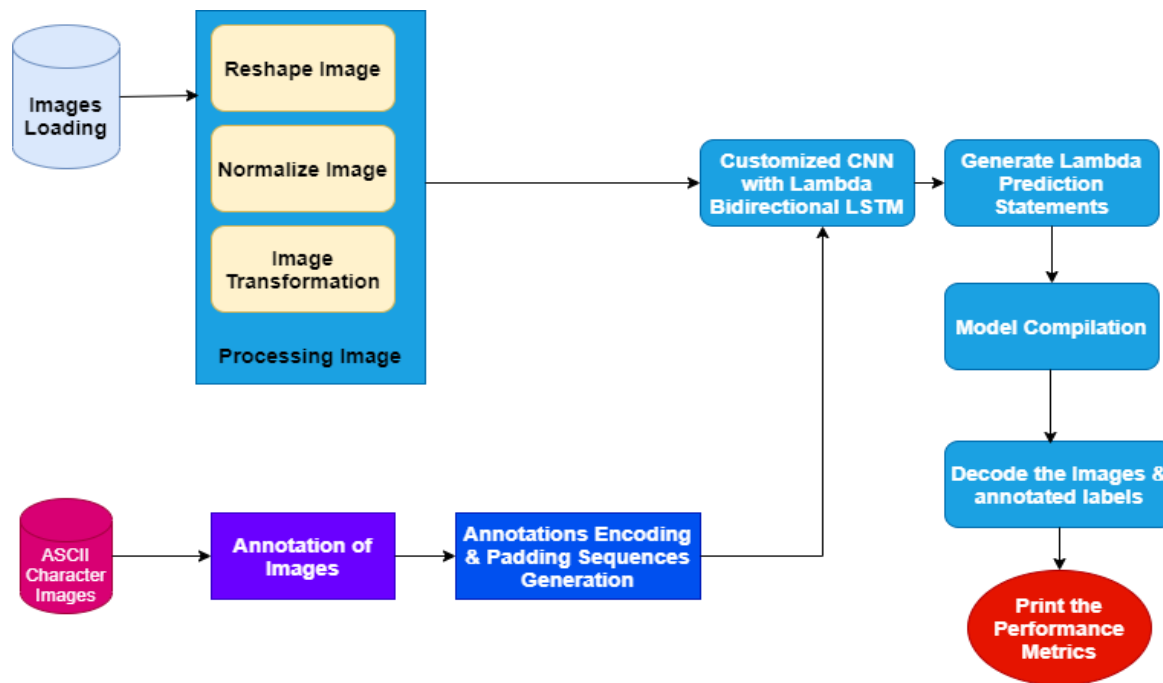 Images
Loading
Reshape Image
Normalize Image
Image
Transformation
Processing Image
Customized CNN
with Lambda
Bidirectional LSTM
Generate Lambda
Prediction
Statements
Model Compilation
Decode the Images &
annotated labels
Print the
Performance
Metrics
ASCII
Character
Images
Annotation of
Images
Annotations Encoding
& Padding Sequences
Generation